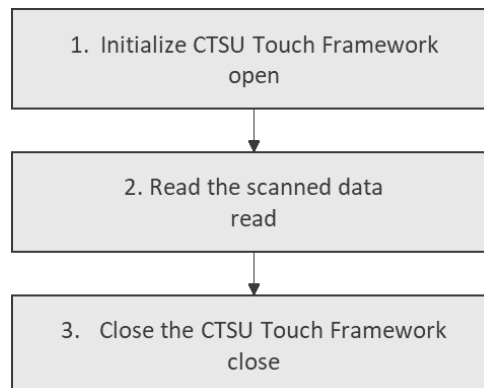 1. Initialize CTSU Touch Framework
open
2. Read the scanned data
read
3. Close the CTSU Touch Framework
close